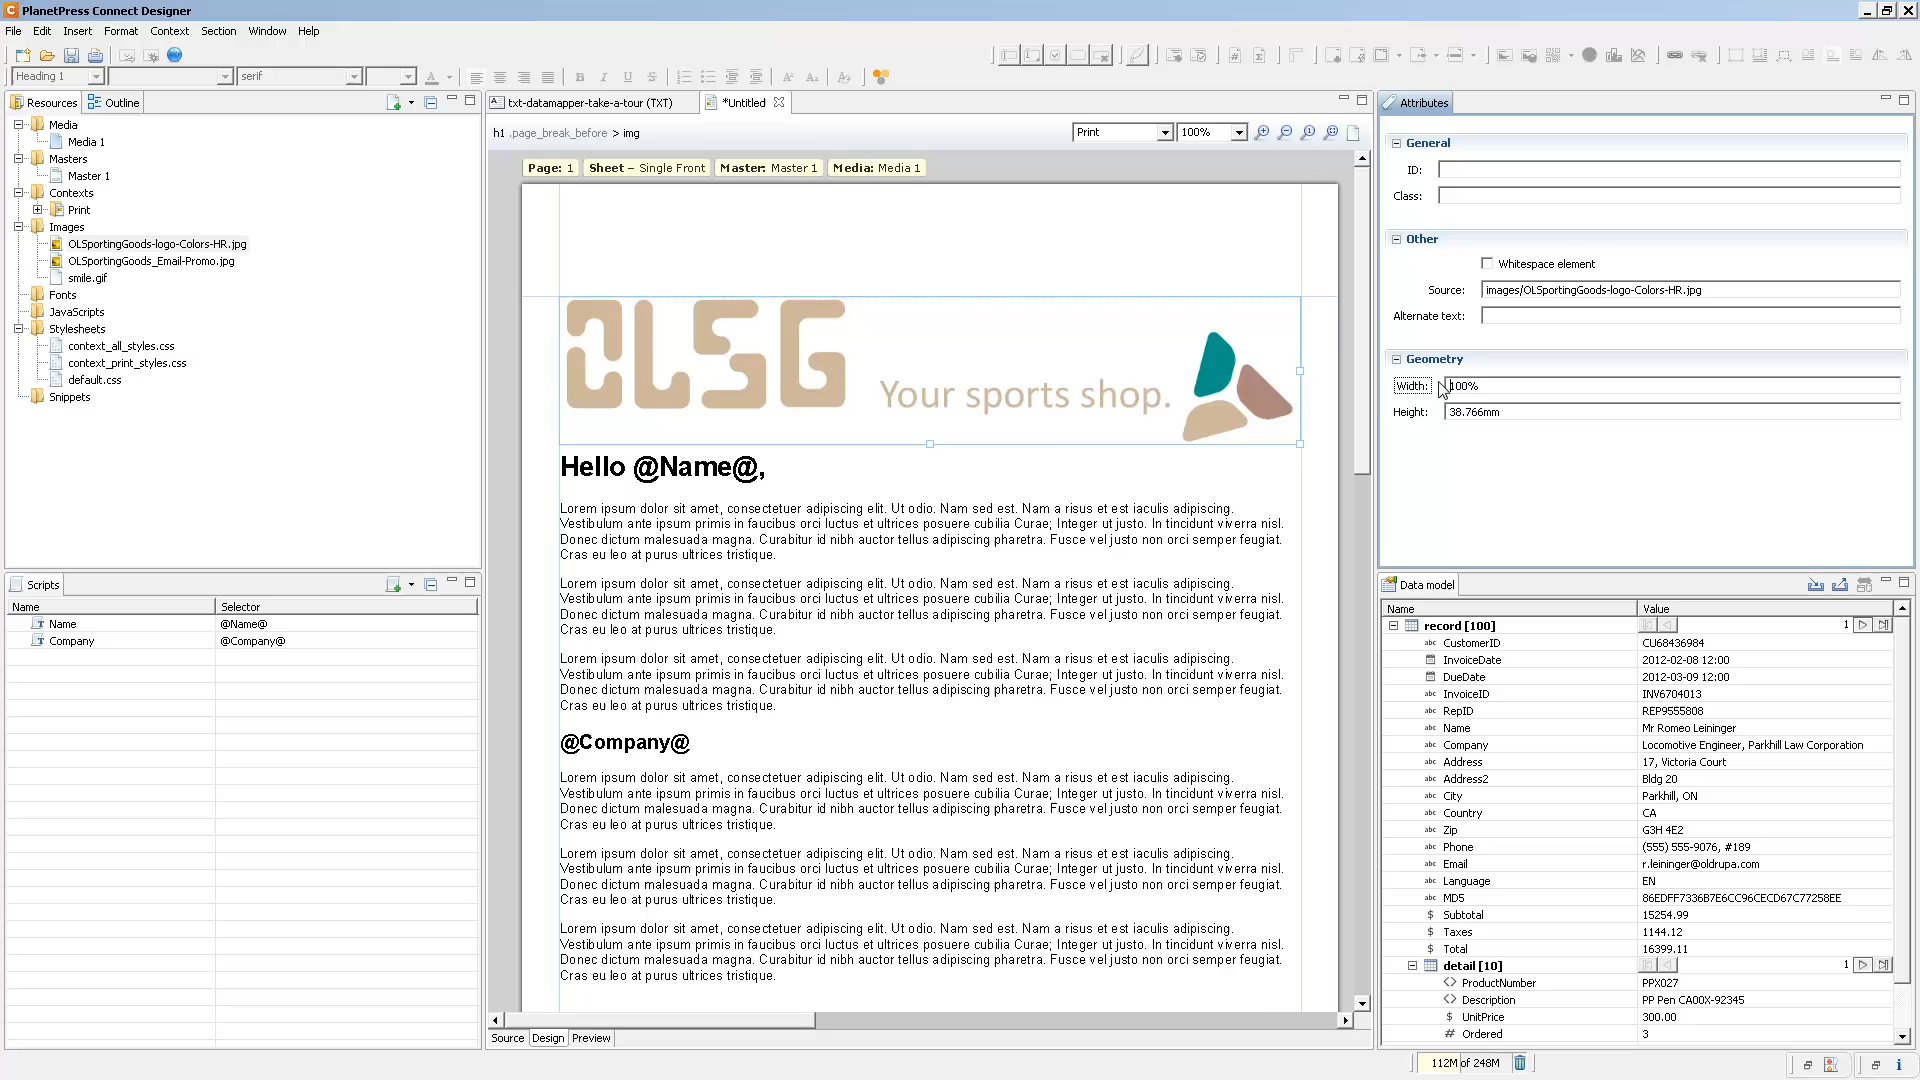 PlanetPress Connect Designer
File Edit Insert Format Context Section Window Help
Heading 1 serif
Resources Outline
Media
Media 1
Masters
Master 1
Contexts
Print
Images
OLSportingGoods-logo-Colors-HR.jpg
OLSportingGoods_Email-Promo.jpg
smile.gif
Fonts
JavaScripts
Stylesheets
context_all_styles.css
context_print_styles.css
default.css
Snippets
Scripts
Name Selector
Name @Name@
Company @Company@
txt-datamapper-take-a-tour (TXT) *Untitled
h1 .page_break_before > img
Print 100%
Page: 1 Sheet – Single Front Master: Master 1 Media: Media 1
OLSG Your sports shop.
Hello @Name@,
Lorem ipsum dolor sit amet, consectetuer adipiscing elit. Ut odio. Nam sed est. Nam a risus et est iaculis adipiscing.
Vestibulum ante ipsum primis in faucibus orci luctus et ultrices posuere cubilia Curae; Integer ut justo. In tincidunt viverra nisl.
Donec dictum malesuada magna. Curabitur id nibh auctor tellus adipiscing pharetra. Fusce vel justo non orci semper feugiat.
Cras eu leo at purus ultrices tristique.
Lorem ipsum dolor sit amet, consectetuer adipiscing elit. Ut odio. Nam sed est. Nam a risus et est iaculis adipiscing.
Vestibulum ante ipsum primis in faucibus orci luctus et ultrices posuere cubilia Curae; Integer ut justo. In tincidunt viverra nisl.
Donec dictum malesuada magna. Curabitur id nibh auctor tellus adipiscing pharetra. Fusce vel justo non orci semper feugiat.
Cras eu leo at purus ultrices tristique.
Lorem ipsum dolor sit amet, consectetuer adipiscing elit. Ut odio. Nam sed est. Nam a risus et est iaculis adipiscing.
Vestibulum ante ipsum primis in faucibus orci luctus et ultrices posuere cubilia Curae; Integer ut justo. In tincidunt viverra nisl.
Donec dictum malesuada magna. Curabitur id nibh auctor tellus adipiscing pharetra. Fusce vel justo non orci semper feugiat.
Cras eu leo at purus ultrices tristique.
@Company@
Lorem ipsum dolor sit amet, consectetuer adipiscing elit. Ut odio. Nam sed est. Nam a risus et est iaculis adipiscing.
Vestibulum ante ipsum primis in faucibus orci luctus et ultrices posuere cubilia Curae; Integer ut justo. In tincidunt viverra nisl.
Donec dictum malesuada magna. Curabitur id nibh auctor tellus adipiscing pharetra. Fusce vel justo non orci semper feugiat.
Cras eu leo at purus ultrices tristique.
Lorem ipsum dolor sit amet, consectetuer adipiscing elit. Ut odio. Nam sed est. Nam a risus et est iaculis adipiscing.
Vestibulum ante ipsum primis in faucibus orci luctus et ultrices posuere cubilia Curae; Integer ut justo. In tincidunt viverra nisl.
Donec dictum malesuada magna. Curabitur id nibh auctor tellus adipiscing pharetra. Fusce vel justo non orci semper feugiat.
Cras eu leo at purus ultrices tristique.
Lorem ipsum dolor sit amet, consectetuer adipiscing elit. Ut odio. Nam sed est. Nam a risus et est iaculis adipiscing.
Vestibulum ante ipsum primis in faucibus orci luctus et ultrices posuere cubilia Curae; Integer ut justo. In tincidunt viverra nisl.
Donec dictum malesuada magna. Curabitur id nibh auctor tellus adipiscing pharetra. Fusce vel justo non orci semper feugiat.
Cras eu leo at purus ultrices tristique.
Source Design Preview
Attributes
General
ID:
Class:
Other
Whitespace element
Source: images/OLSportingGoods-logo-Colors-HR.jpg
Alternate text:
Geometry
Width: 100%
Height: 38.766mm
Data model
Name Value
record [100] 1
CustomerID CU68436984
InvoiceDate 2012-02-08 12:00
DueDate 2012-03-09 12:00
InvoiceID INV6704013
RepID REP9555808
Name Mr Romeo Leininger
Company Locomotive Engineer, Parkhill Law Corporation
Address 17, Victoria Court
Address2 Bldg 20
City Parkhill, ON
Country CA
Zip G3H 4E2
Phone (555) 555-9076, #189
Email r.leininger@oldrupa.com
Language EN
MD5 86EDFF7336B7E6CC96CECD67C77258EE
Subtotal 15254.99
Taxes 1144.12
Total 16399.11
detail [10] 1
ProductNumber PPX027
Description PP Pen CA00X-92345
UnitPrice 300.00
Ordered 3
112M of 248M